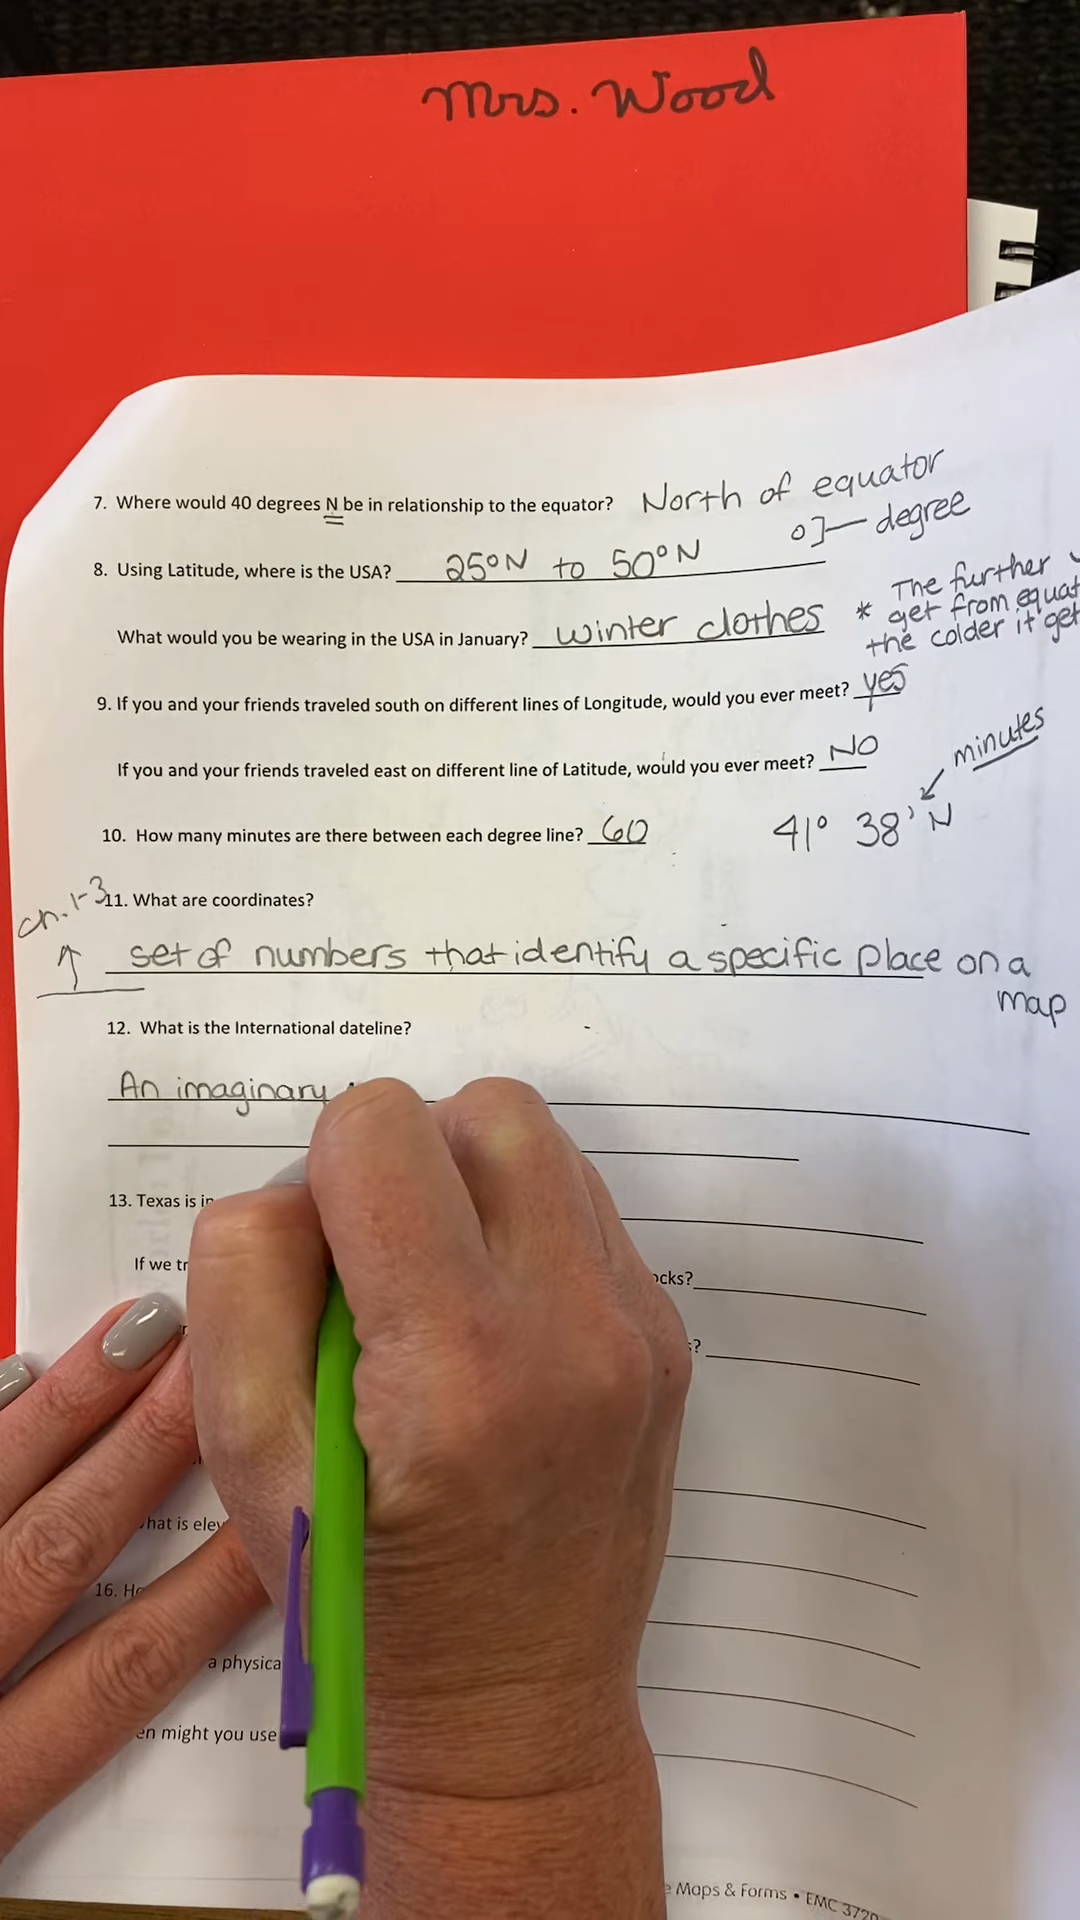 Mrs. Wood
7. Where would 40 degrees N be in relationship to the equator? North of equator
o]— degree
8. Using Latitude, where is the USA? 25°N to 50°N
* The further
get from equat
the colder it get
What would you be wearing in the USA in January? winter clothes
9. If you and your friends traveled south on different lines of Longitude, would you ever meet? yes
If you and your friends traveled east on different line of Latitude, would you ever meet? NO
minutes
10. How many minutes are there between each degree line? 60
41° 38' N
ch. 1-3
11. What are coordinates?
set of numbers that identify a specific place on a
map
12. What is the International dateline?
An imaginary
13. Texas is in
If we tr
ocks?
?
hat is elev
16. Ho
a physica
en might you use
Maps & Forms • EMC 3720